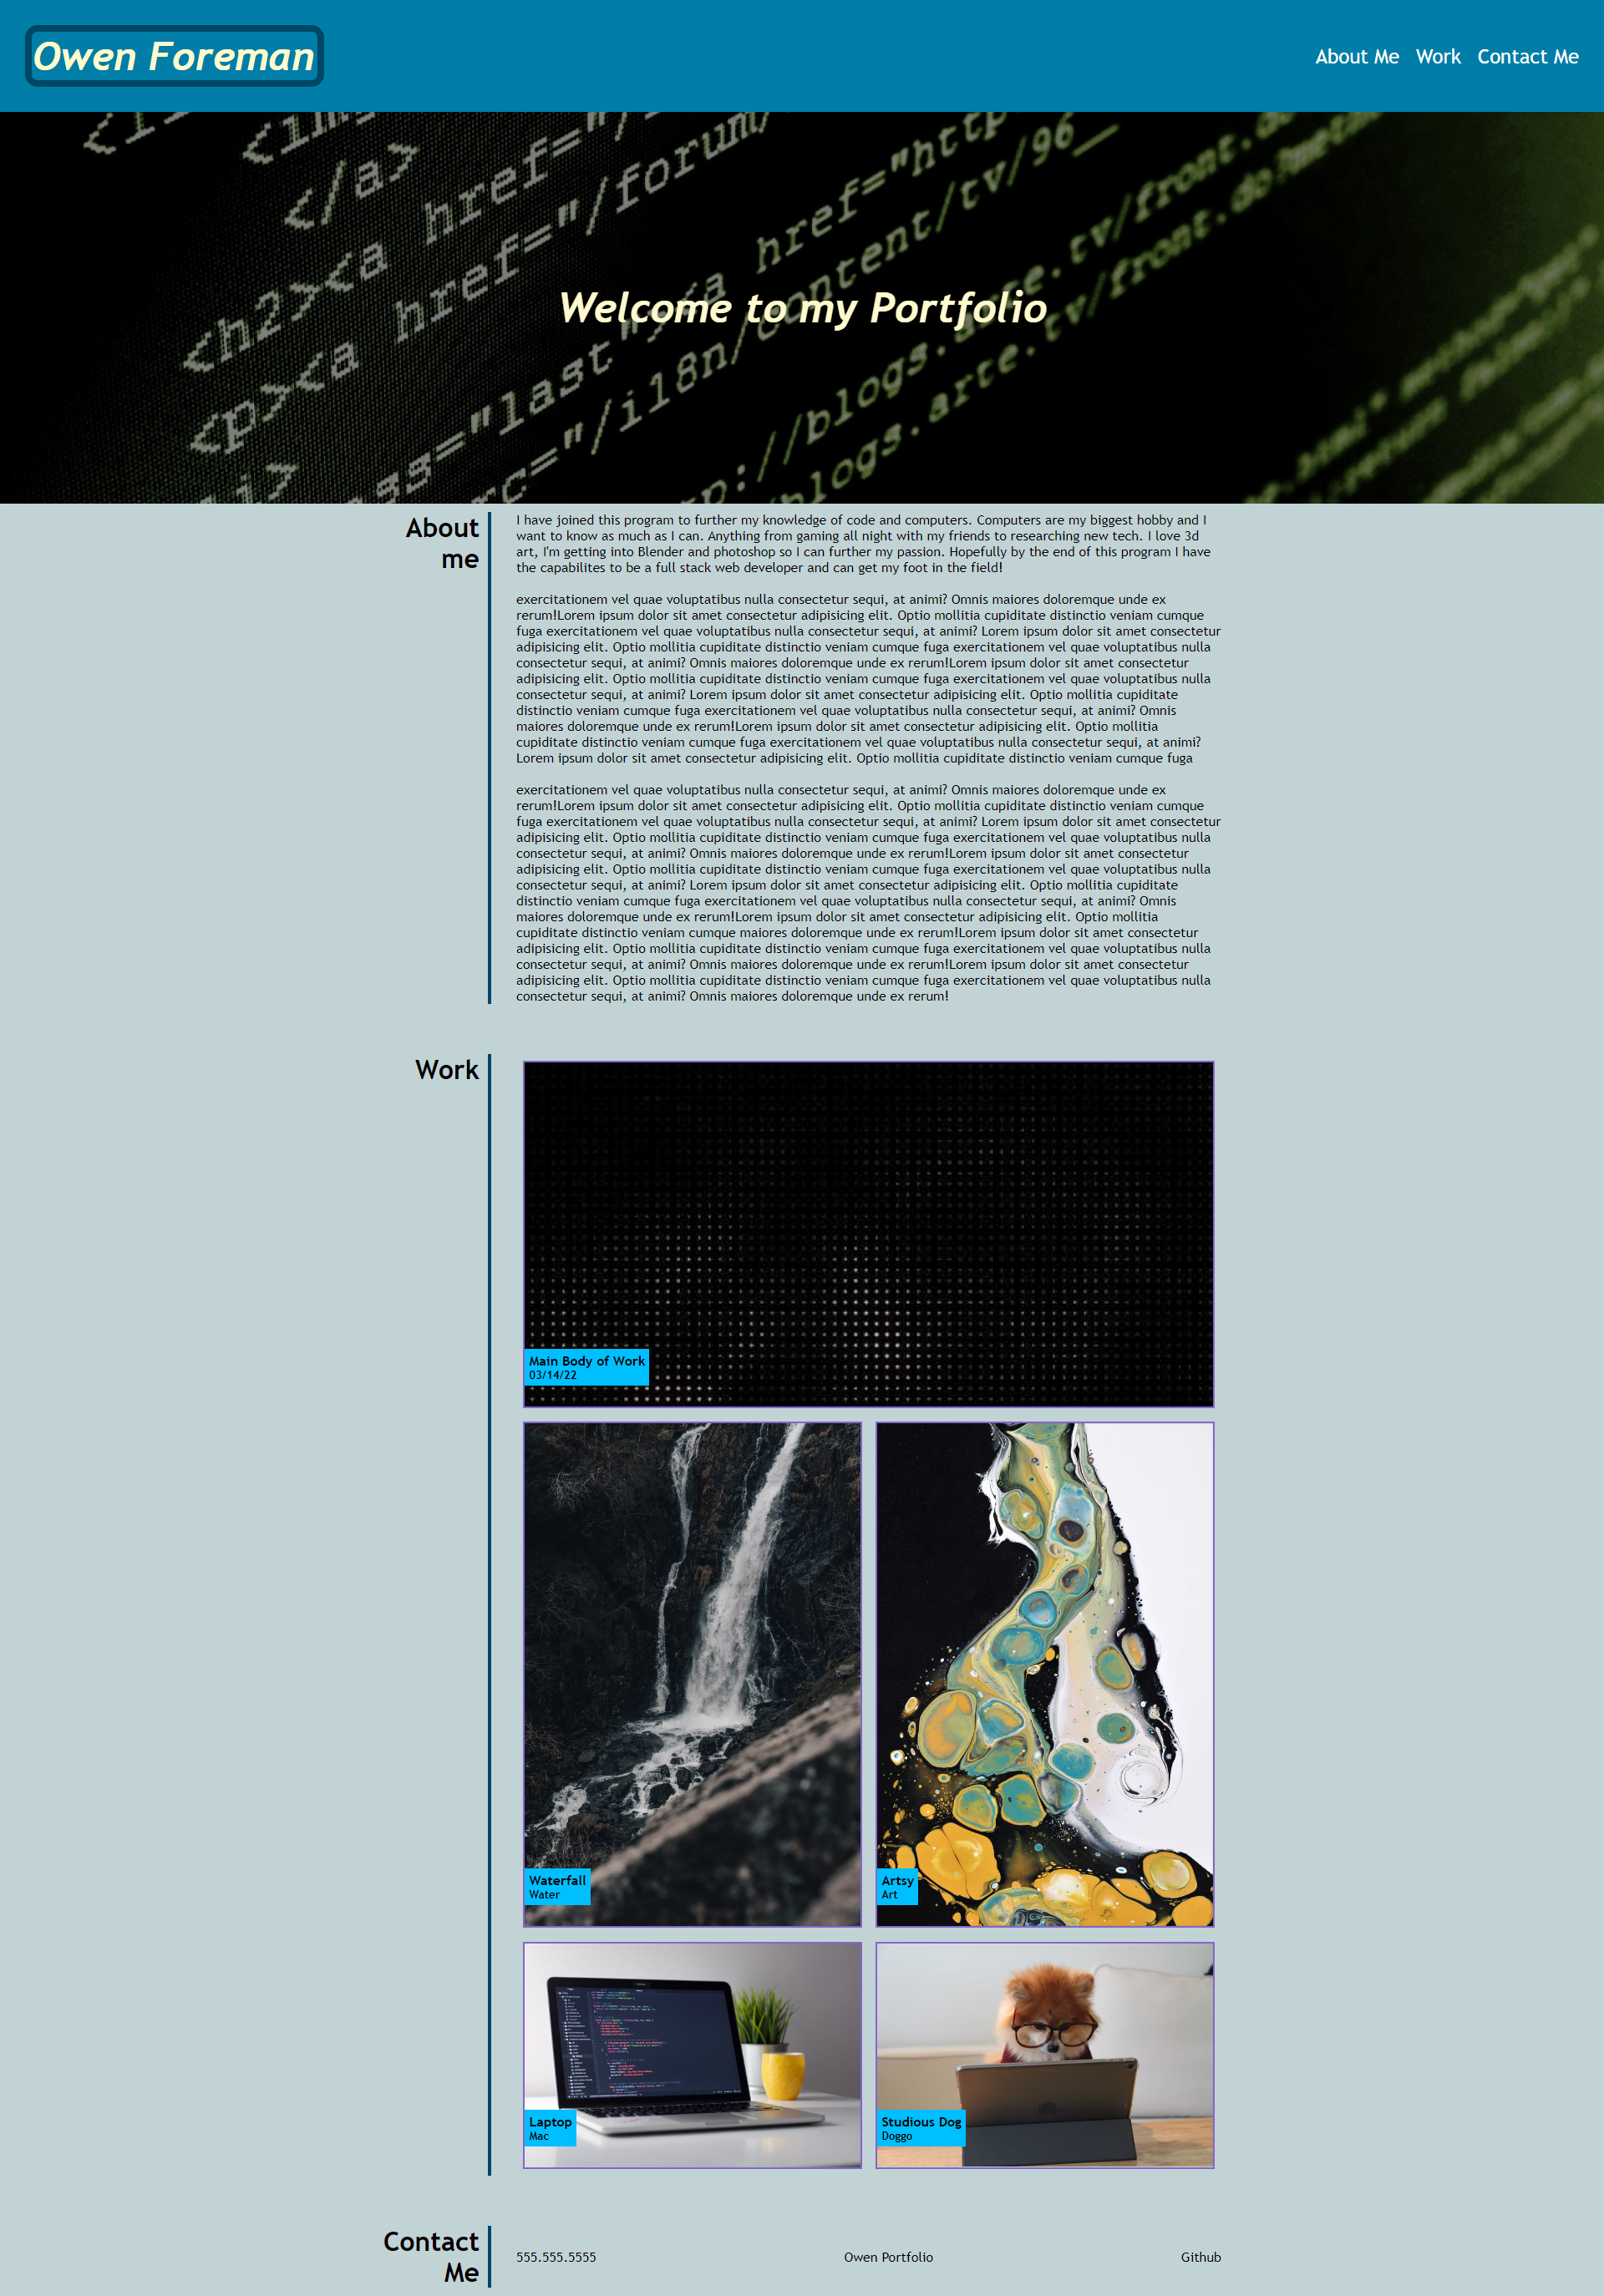 Owen Foreman
About Me Work Contact Me
</a>
<h2><a href="/forum/
<p><a href="/
Welcome to my Portfolio
About
me
I have joined this program to further my knowledge of code and computers. Computers are my biggest hobby and I
want to know as much as I can. Anything from gaming all night with my friends to researching new tech. I love 3d
art, I'm getting into Blender and photoshop so I can further my passion. Hopefully by the end of this program I have
the capabilites to be a full stack web developer and can get my foot in the field!
exercitationem vel quae voluptatibus nulla consectetur sequi, at animi? Omnis maiores doloremque unde ex
rerum!Lorem ipsum dolor sit amet consectetur adipisicing elit. Optio mollitia cupiditate distinctio veniam cumque
fuga exercitationem vel quae voluptatibus nulla consectetur sequi, at animi? Lorem ipsum dolor sit amet consectetur
adipisicing elit. Optio mollitia cupiditate distinctio veniam cumque fuga exercitationem vel quae voluptatibus nulla
consectetur sequi, at animi? Omnis maiores doloremque unde ex rerum!Lorem ipsum dolor sit amet consectetur
adipisicing elit. Optio mollitia cupiditate distinctio veniam cumque fuga exercitationem vel quae voluptatibus nulla
consectetur sequi, at animi? Lorem ipsum dolor sit amet consectetur adipisicing elit. Optio mollitia cupiditate
distinctio veniam cumque fuga exercitationem vel quae voluptatibus nulla consectetur sequi, at animi? Omnis
maiores doloremque unde ex rerum!Lorem ipsum dolor sit amet consectetur adipisicing elit. Optio mollitia
cupiditate distinctio veniam cumque fuga exercitationem vel quae voluptatibus nulla consectetur sequi, at animi?
Lorem ipsum dolor sit amet consectetur adipisicing elit. Optio mollitia cupiditate distinctio veniam cumque fuga
exercitationem vel quae voluptatibus nulla consectetur sequi, at animi? Omnis maiores doloremque unde ex
rerum!Lorem ipsum dolor sit amet consectetur adipisicing elit. Optio mollitia cupiditate distinctio veniam cumque
fuga exercitationem vel quae voluptatibus nulla consectetur sequi, at animi? Lorem ipsum dolor sit amet consectetur
adipisicing elit. Optio mollitia cupiditate distinctio veniam cumque fuga exercitationem vel quae voluptatibus nulla
consectetur sequi, at animi? Omnis maiores doloremque unde ex rerum!Lorem ipsum dolor sit amet consectetur
adipisicing elit. Optio mollitia cupiditate distinctio veniam cumque fuga exercitationem vel quae voluptatibus nulla
consectetur sequi, at animi? Lorem ipsum dolor sit amet consectetur adipisicing elit. Optio mollitia cupiditate
distinctio veniam cumque fuga exercitationem vel quae voluptatibus nulla consectetur sequi, at animi? Omnis
maiores doloremque unde ex rerum!Lorem ipsum dolor sit amet consectetur adipisicing elit. Optio mollitia
cupiditate distinctio veniam cumque maiores doloremque unde ex rerum!Lorem ipsum dolor sit amet consectetur
adipisicing elit. Optio mollitia cupiditate distinctio veniam cumque fuga exercitationem vel quae voluptatibus nulla
consectetur sequi, at animi? Omnis maiores doloremque unde ex rerum!Lorem ipsum dolor sit amet consectetur
adipisicing elit. Optio mollitia cupiditate distinctio veniam cumque fuga exercitationem vel quae voluptatibus nulla
consectetur sequi, at animi? Omnis maiores doloremque unde ex rerum!
Work
Main Body of Work
03/14/22
Waterfall
Water
Artsy
Art
Laptop
Mac
Studious Dog
Doggo
Contact
Me
555.555.5555 Owen Portfolio Github